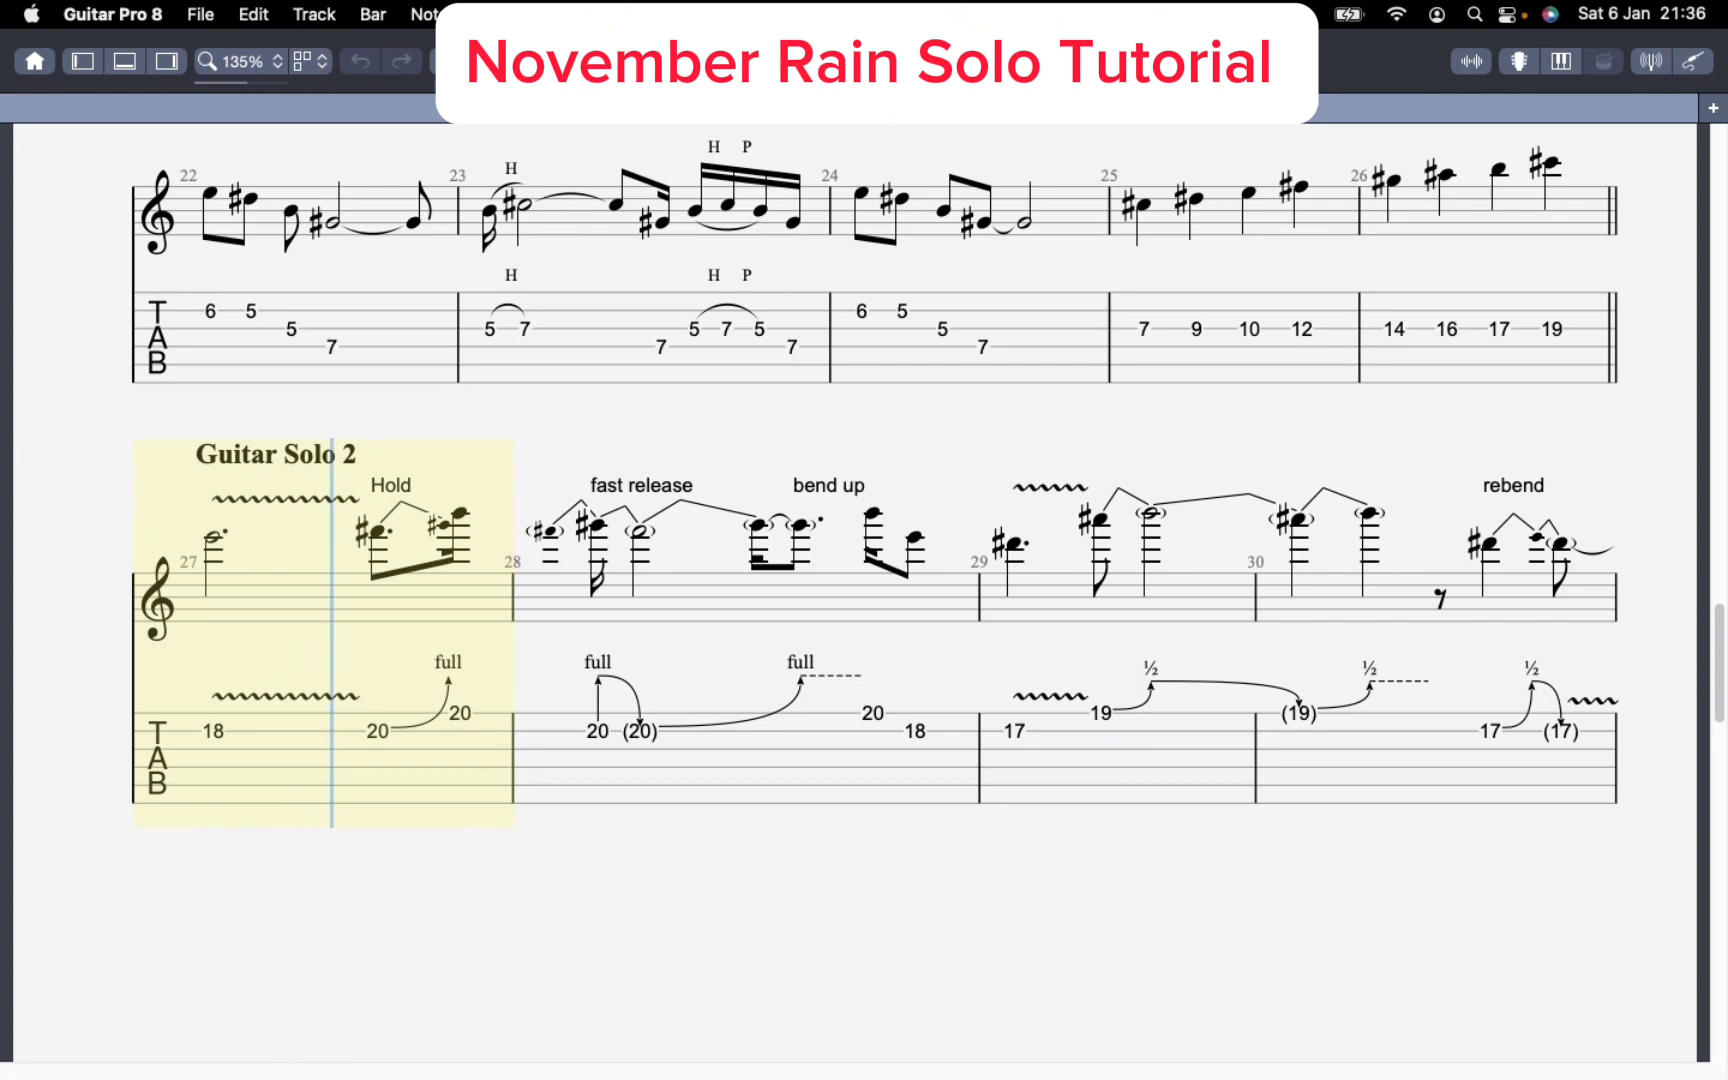 Guitar Pro 8 File Edit Track Bar Not Sat 6 Jan 21:36
November Rain Solo Tutorial
135%
+
H P
22 H 23 24 25 26
H H P
6 5 6 5
5 5 7 5 7 5 5 7 9 10 12 14 16 17 19
7 7 7 7
T
A
B
Guitar Solo 2
Hold fast release bend up rebend
27 28 29 30
full full full ½ ½ ½
20 20 19 (19)
18 20 20 (20) 18 17 17 (17)
T
A
B